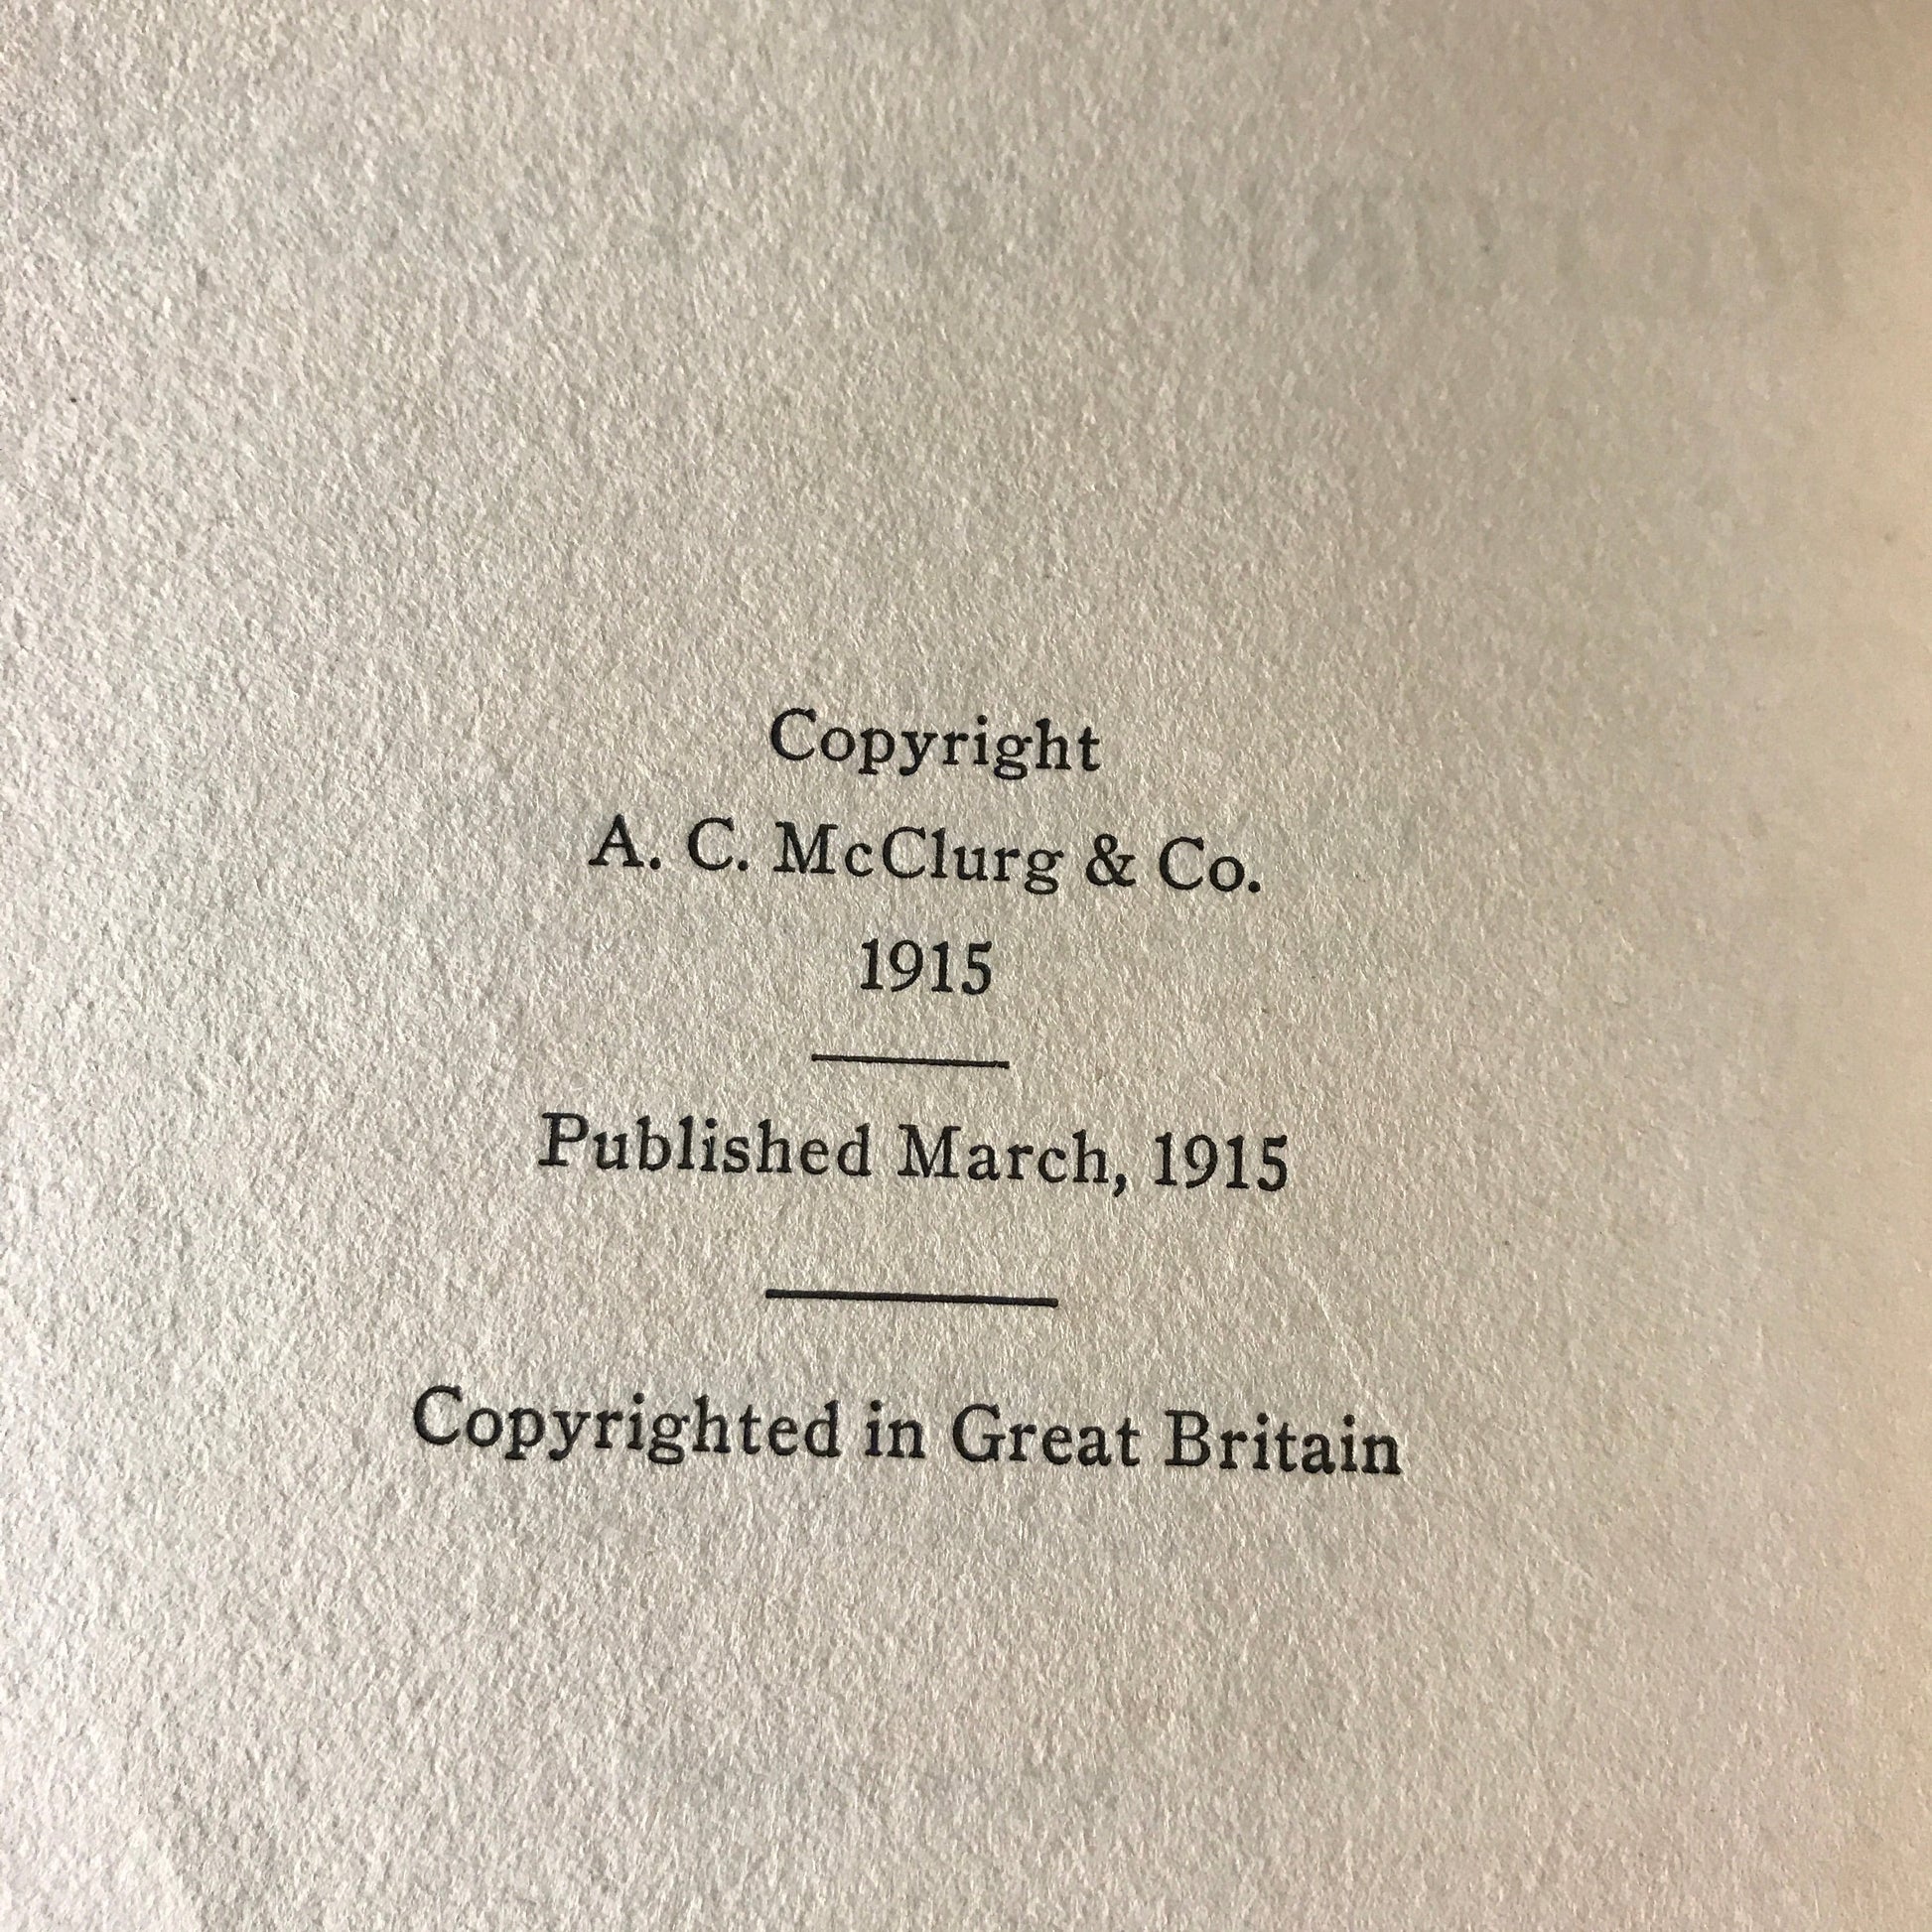 Copyright
A. C. McClurg & Co.
1915
Published March, 1915
Copyrighted in Great Britain